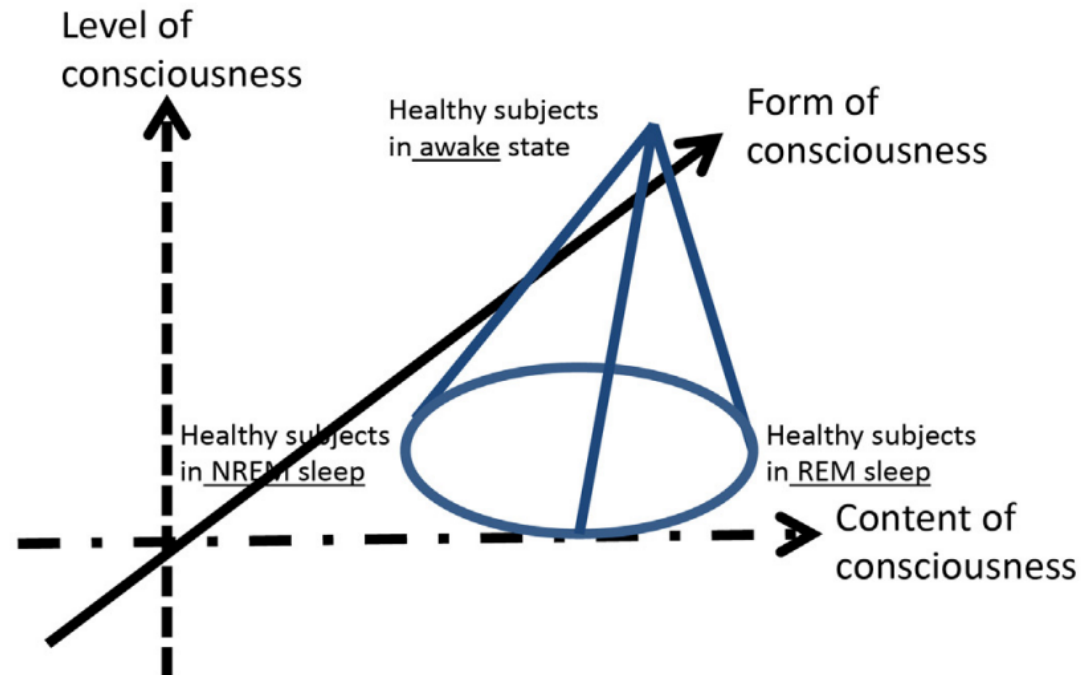 Level of
consciousness
Healthy subjects
in awake state
Form of
consciousness
Healthy subjects
in NREM sleep
Healthy subjects
in REM sleep
Content of
consciousness